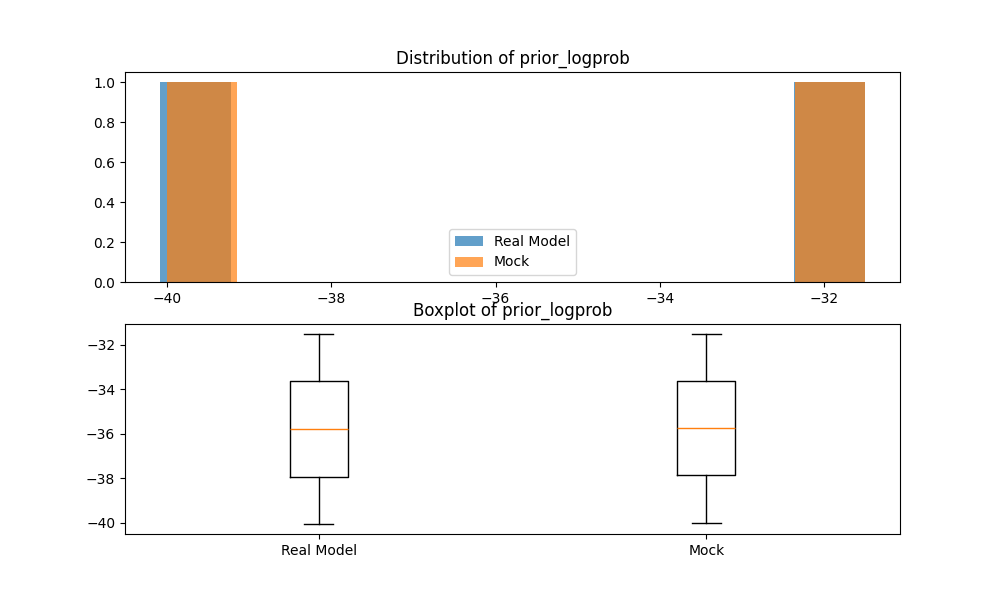 Distribution of prior_logprob
1.0
0.8
0.6
0.4
0.2
0.0
Real Model
Mock
−40 −38 −36 −34 −32
Boxplot of prior_logprob
−32
−34
−36
−38
−40
Real Model Mock